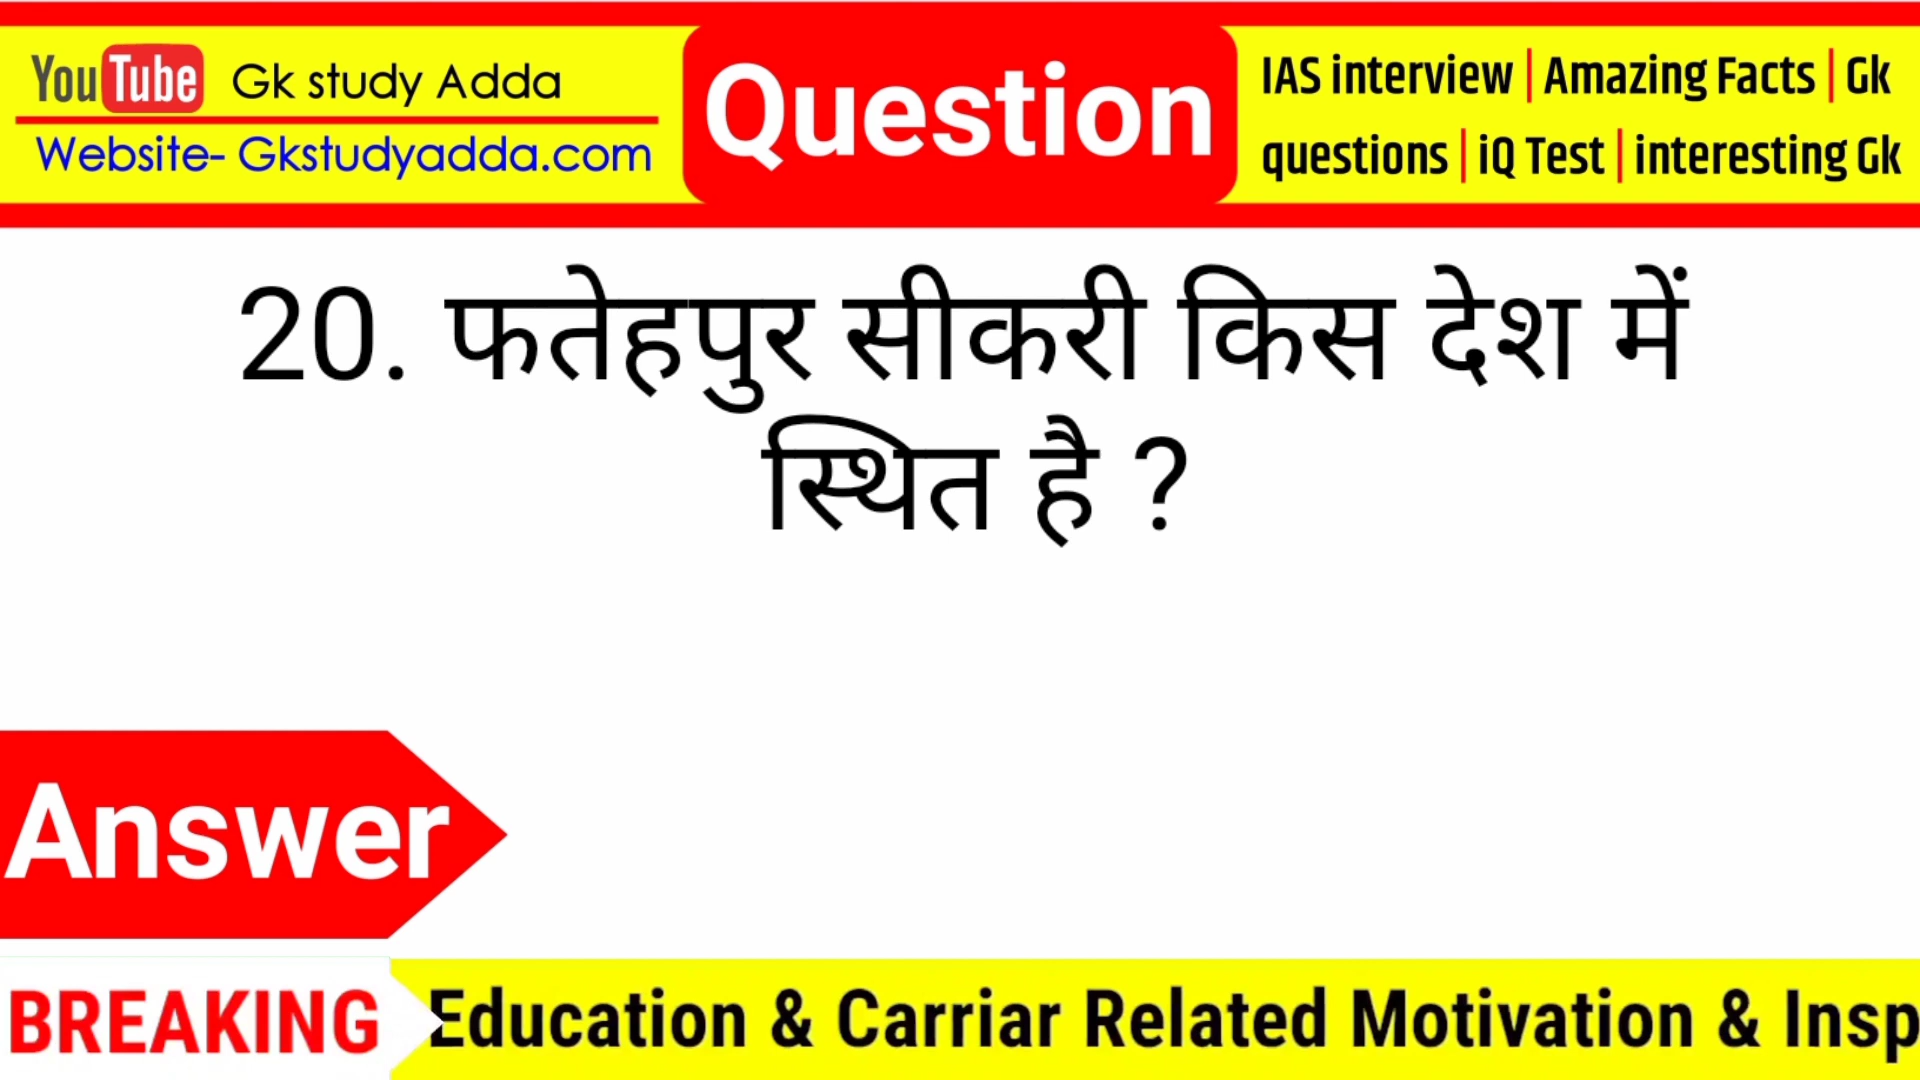 YouTube Gk study Adda
Website- Gkstudyadda.com
Question
IAS interview | Amazing Facts | Gk
questions | iQ Test | interesting Gk
20. फतेहपुर सीकरी किस देश में
स्थित है ?
Answer
BREAKING
Education & Carriar Related Motivation & Insp